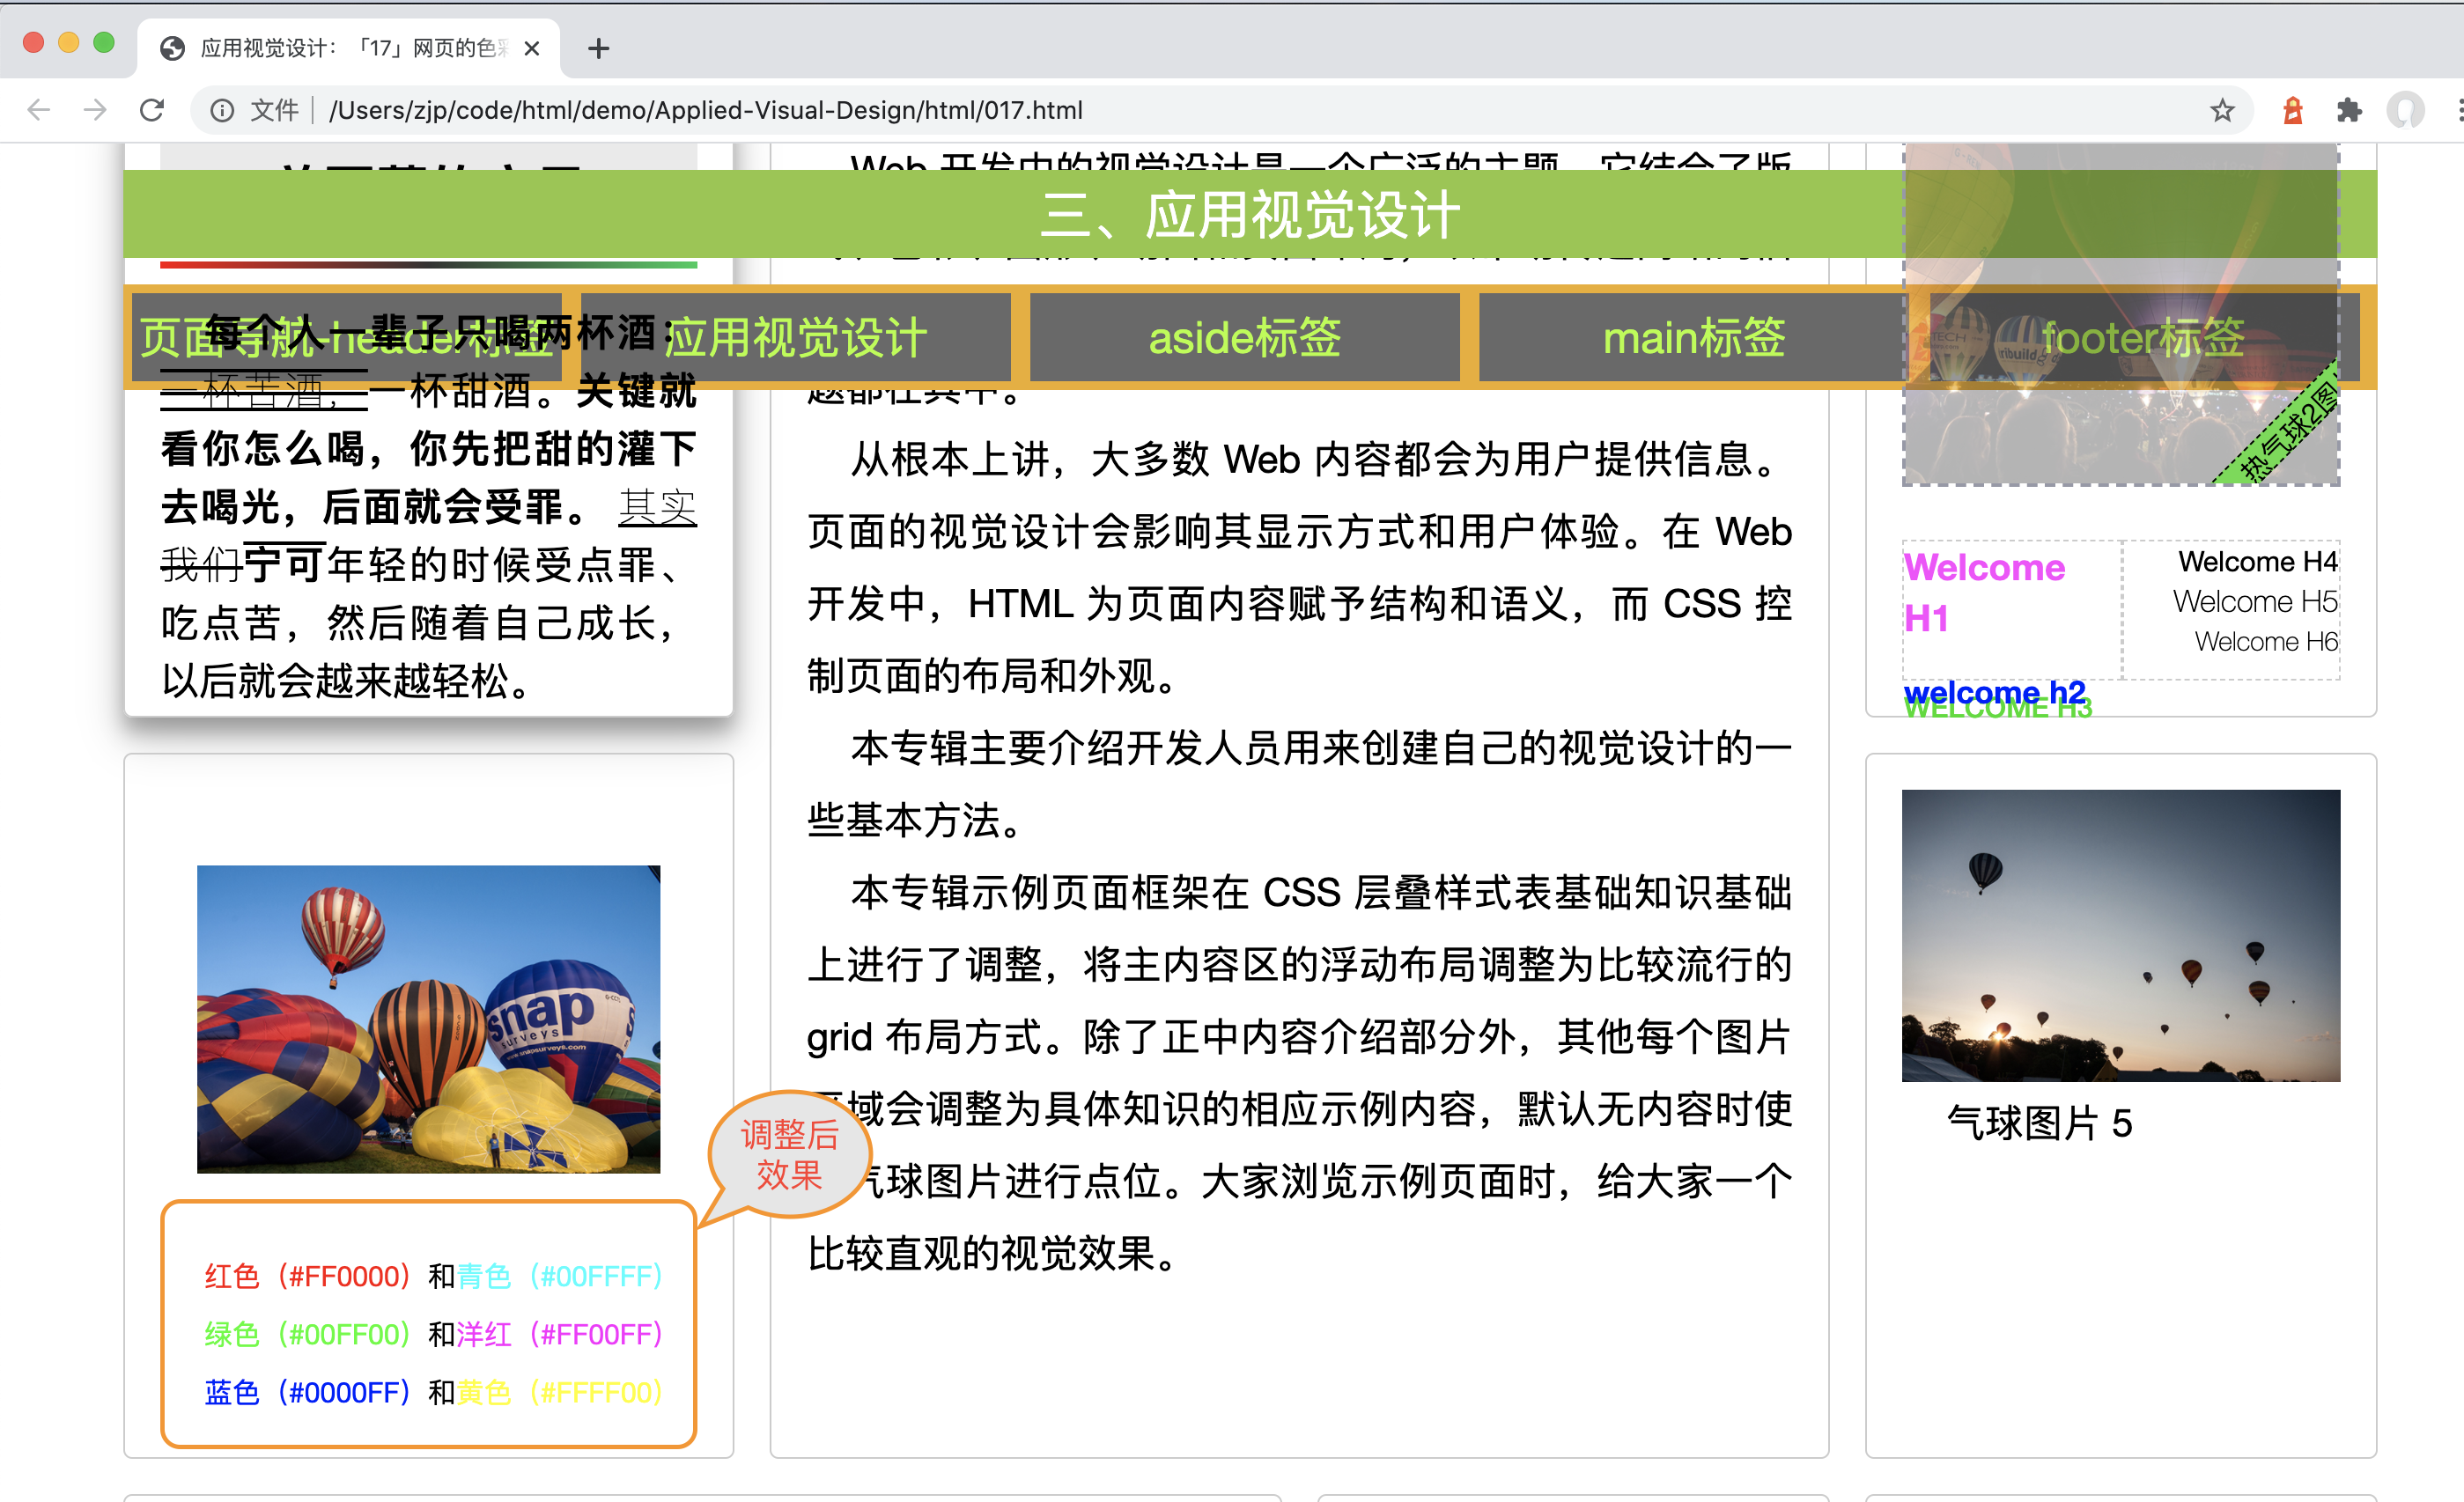 应用视觉设计：「17」网页的色彩
文件 /Users/zjp/code/html/demo/Applied-Visual-Design/html/017.html
三、应用视觉设计
页面导航-header标签
应用视觉设计
aside标签
main标签
footer标签
每个人一辈子只喝两杯酒：
一杯苦酒，一杯甜酒。关键就
看你怎么喝，你先把甜的灌下
去喝光，后面就会受罪。 其实
我们宁可年轻的时候受点罪、
吃点苦，然后随着自己成长，
以后就会越来越轻松。
snap
surveys
www.snapsurveys.com
调整后
效果
红色（#FF0000）和青色（#00FFFF）
绿色（#00FF00）和洋红（#FF00FF）
蓝色（#0000FF）和黄色（#FFFF00）
Web 开发中的视觉设计是一个广泛的主题。它结合了版
题都在其中。
从根本上讲，大多数 Web 内容都会为用户提供信息。
页面的视觉设计会影响其显示方式和用户体验。在 Web
开发中，HTML 为页面内容赋予结构和语义，而 CSS 控
制页面的布局和外观。
本专辑主要介绍开发人员用来创建自己的视觉设计的一
些基本方法。
本专辑示例页面框架在 CSS 层叠样式表基础知识基础
上进行了调整，将主内容区的浮动布局调整为比较流行的
grid 布局方式。除了正中内容介绍部分外，其他每个图片
域会调整为具体知识的相应示例内容，默认无内容时使
气球图片进行点位。大家浏览示例页面时，给大家一个
比较直观的视觉效果。
热气球2图
Welcome
H1
welcome h2
WELCOME H3
Welcome H4
Welcome H5
Welcome H6
气球图片 5